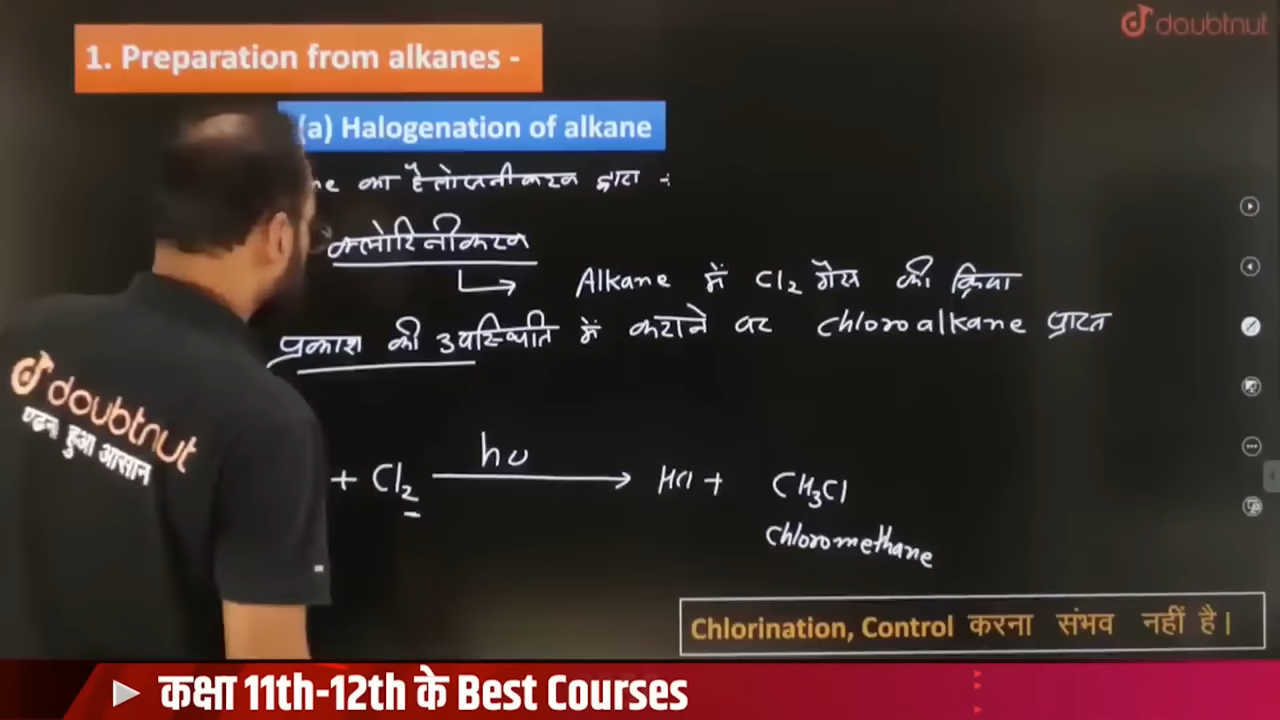 doubtnut
1. Preparation from alkanes -
(a) Halogenation of alkane
ne का हैलोजनीकरण द्वारा :-
क्लोरिनीकरण
Alkane में Cl₂ गैस की क्रिया
प्रकाश की उपस्थिति में कराने पर chloroalkane प्राप्त
doubtnut
पढ़ना हुआ आसान
+ Cl₂ hυ HCl + CH₃Cl
chloromethane
Chlorination, Control करना संभव नहीं है।
कक्षा 11th-12th के Best Courses